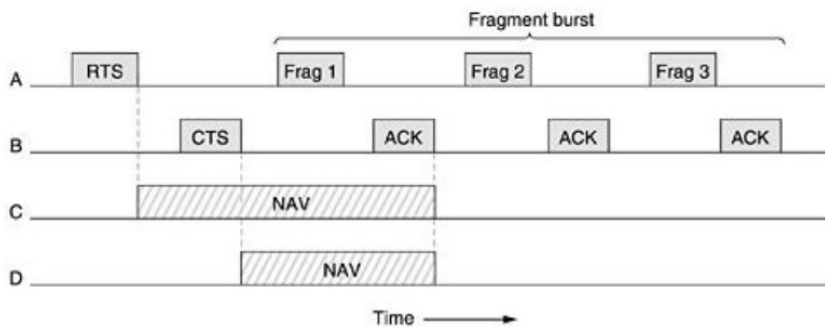 Fragment burst
A RTS Frag 1 Frag 2 Frag 3
B CTS ACK ACK ACK
C NAV
D NAV
Time